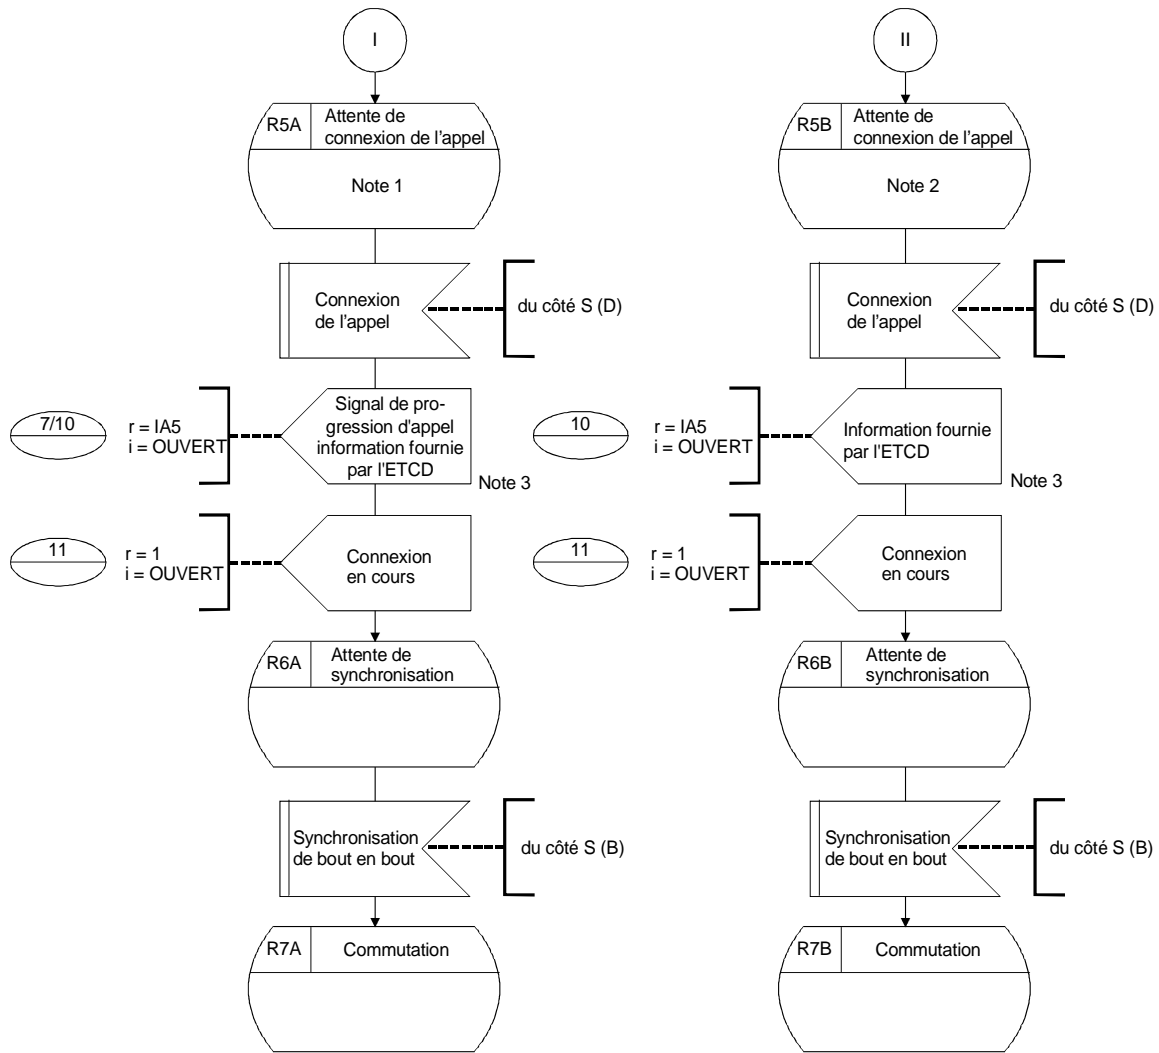 I
II
R5A
Attente de
connexion de l'appel
Note 1
R5B
Attente de
connexion de l'appel
Note 2
Connexion
de l'appel
du côté S (D)
Connexion
de l'appel
du côté S (D)
7/10
r = IA5
i = OUVERT
Signal de pro-
gression d'appel
information fournie
par l'ETCD
Note 3
10
r = IA5
i = OUVERT
Information fournie
par l'ETCD
Note 3
11
r = 1
i = OUVERT
Connexion
en cours
11
r = 1
i = OUVERT
Connexion
en cours
R6A
Attente de
synchronisation
R6B
Attente de
synchronisation
Synchronisation
de bout en bout
du côté S (B)
Synchronisation
de bout en bout
du côté S (B)
R7A
Commutation
R7B
Commutation